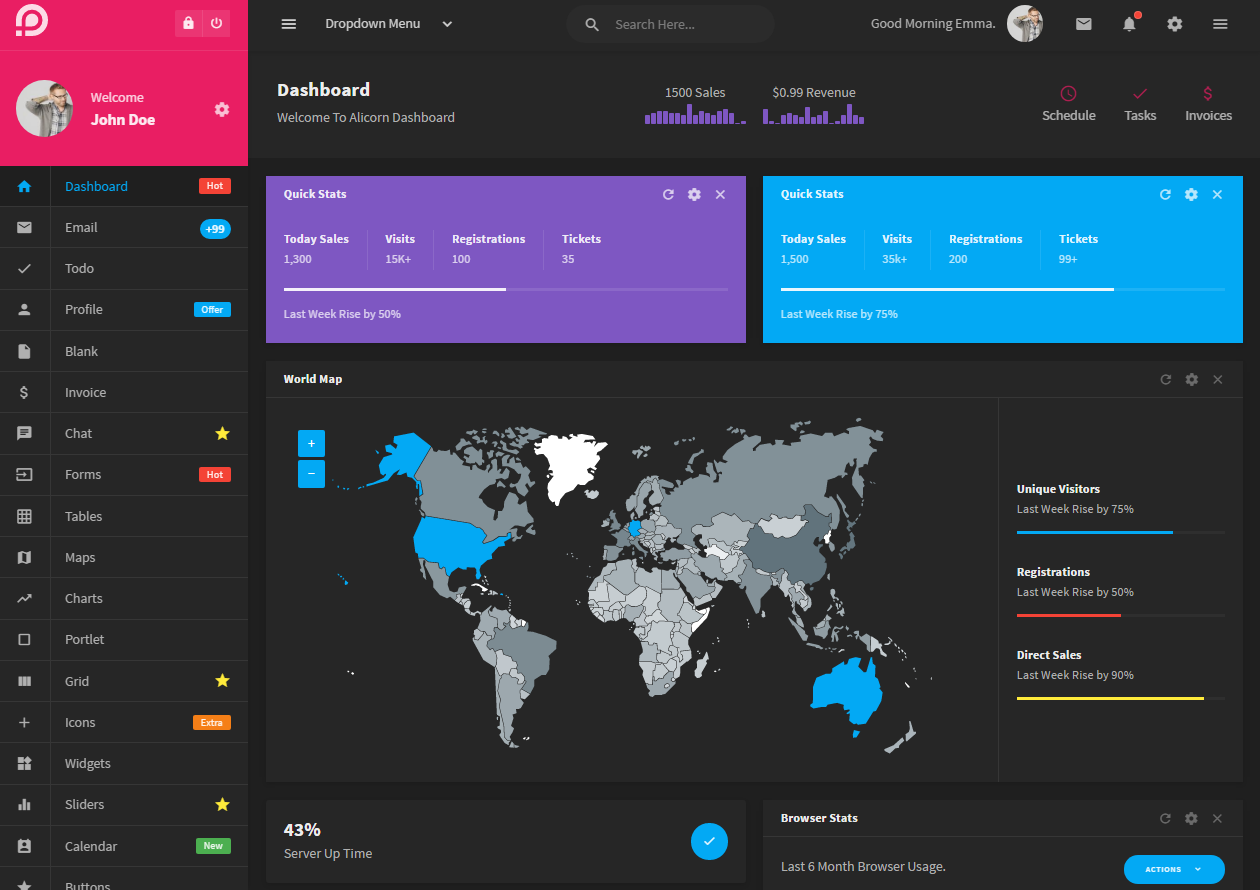 Welcome
John Doe
Dashboard
Hot
Email
+99
Todo
Profile
Offer
Blank
Invoice
Chat
Forms
Hot
Tables
Maps
Charts
Portlet
Grid
Icons
Extra
Widgets
Sliders
Calendar
New
Buttons
Dropdown Menu
Search Here...
Good Morning Emma.
Dashboard
Welcome To Alicorn Dashboard
1500 Sales
$0.99 Revenue
Schedule
Tasks
Invoices
Quick Stats
Today Sales
1,300
Visits
15K+
Registrations
100
Tickets
35
Last Week Rise by 50%
Quick Stats
Today Sales
1,500
Visits
35k+
Registrations
200
Tickets
99+
Last Week Rise by 75%
World Map
+
−
Unique Visitors
Last Week Rise by 75%
Registrations
Last Week Rise by 50%
Direct Sales
Last Week Rise by 90%
43%
Server Up Time
Browser Stats
Last 6 Month Browser Usage.
ACTIONS